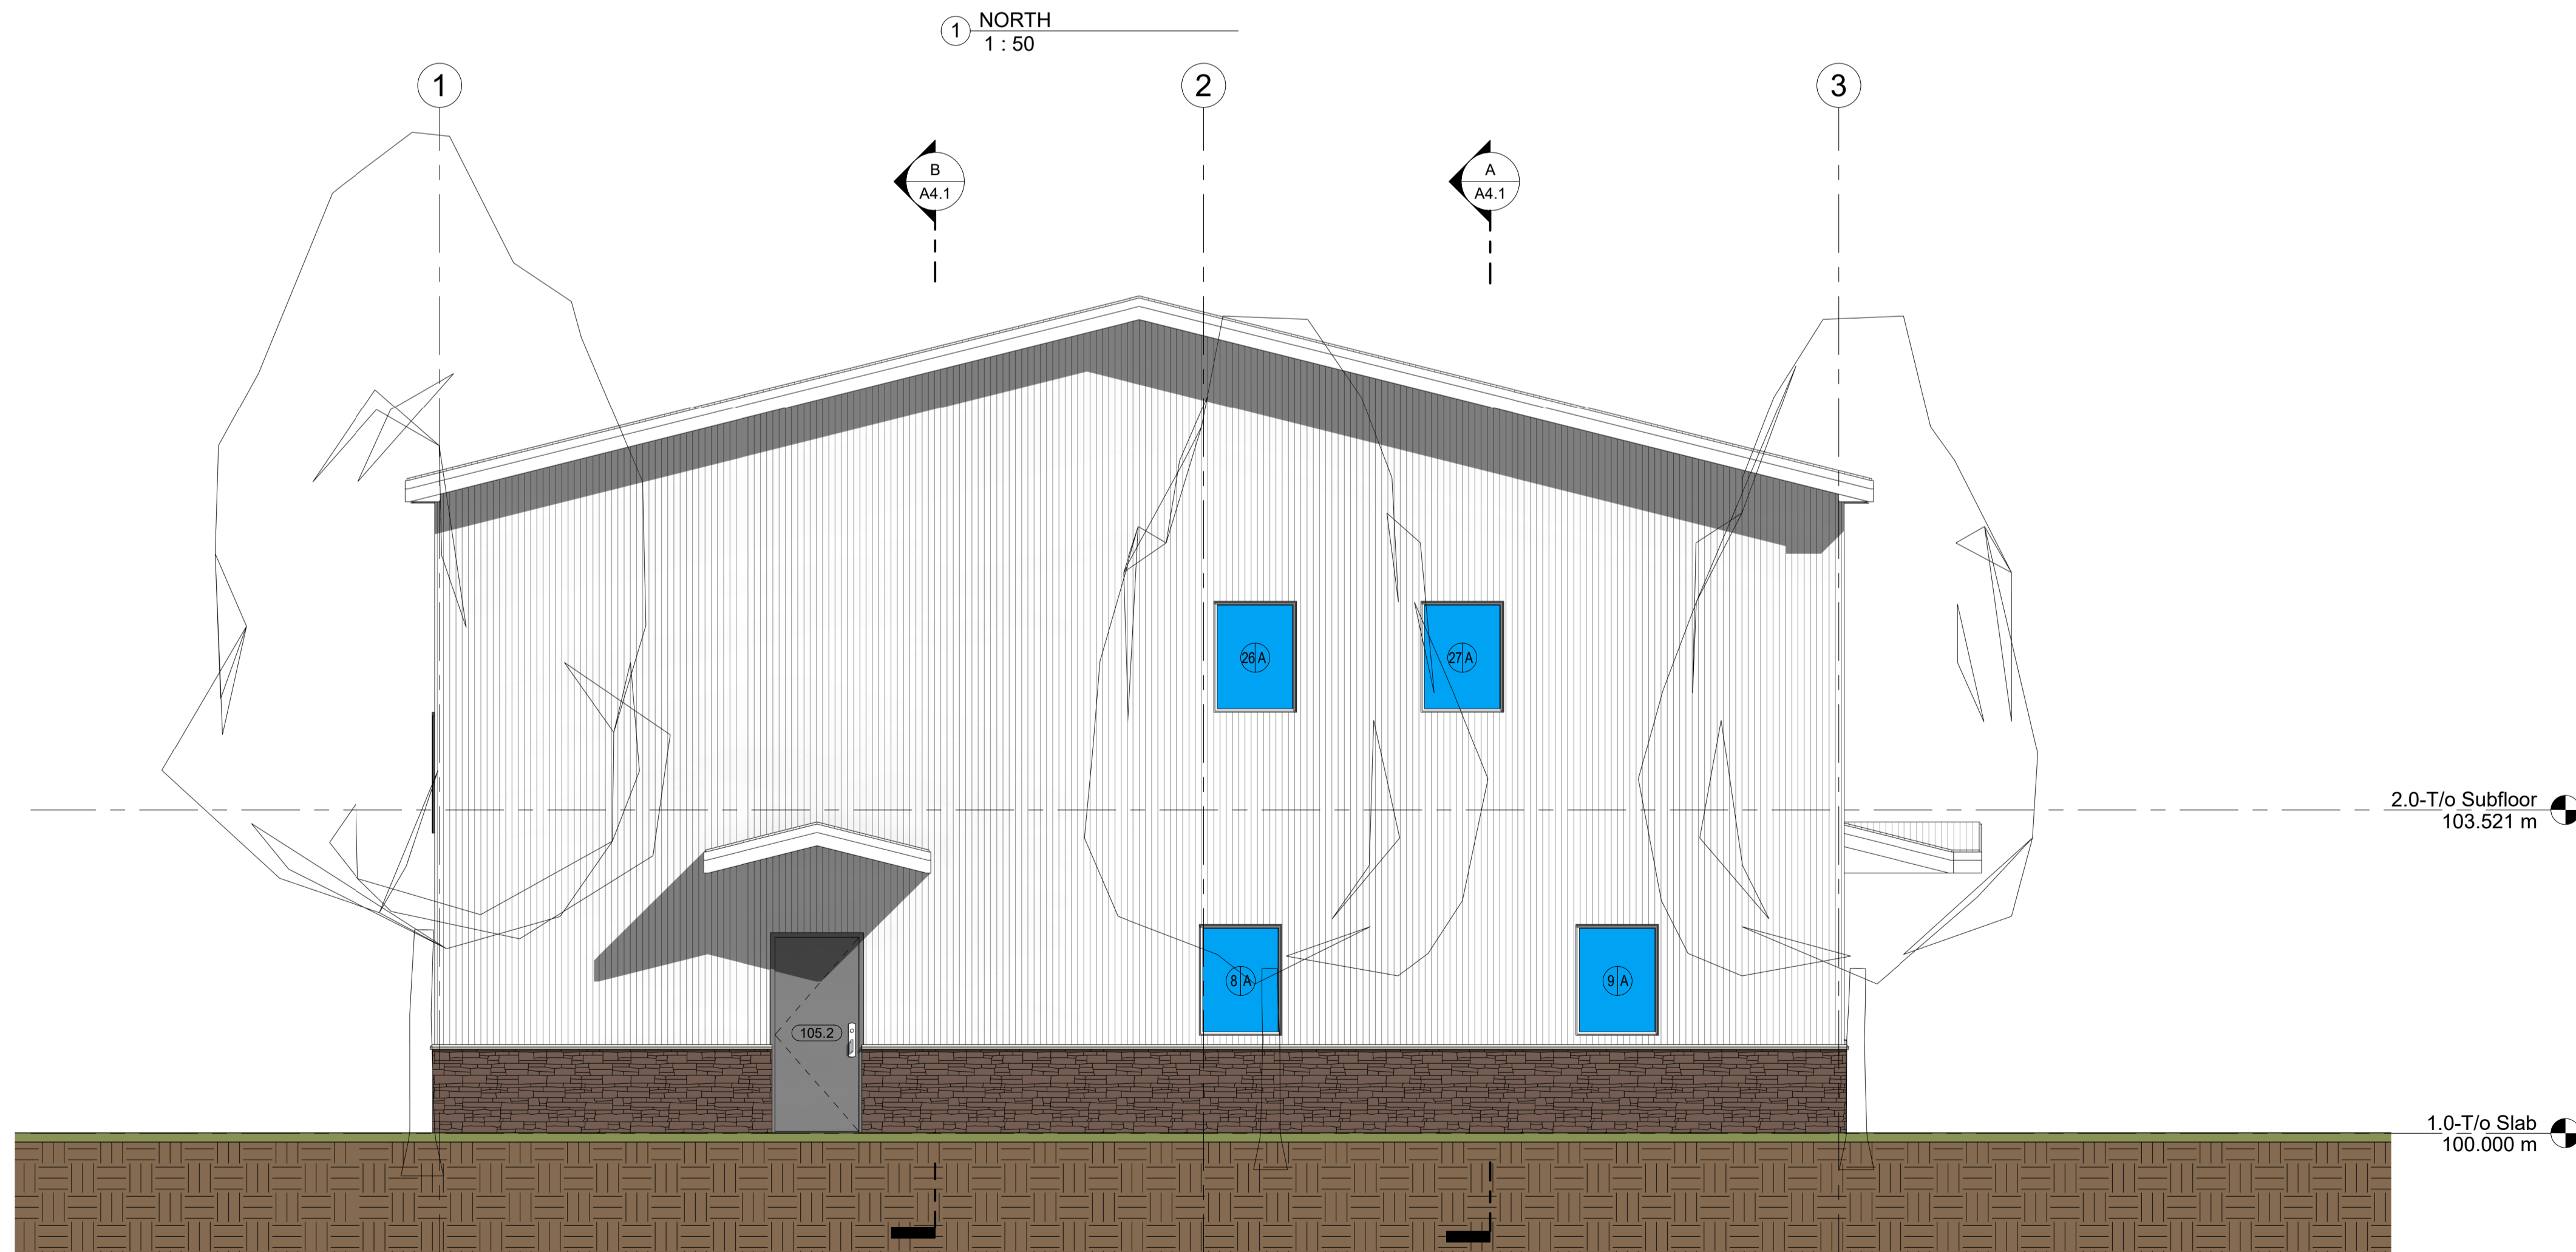 1 NORTH
1 : 50
1
2
3
B
A4.1
A
A4.1
26 A
27 A
2.0-T/o Subfloor
103.521 m
8 A
9 A
105.2
1.0-T/o Slab
100.000 m